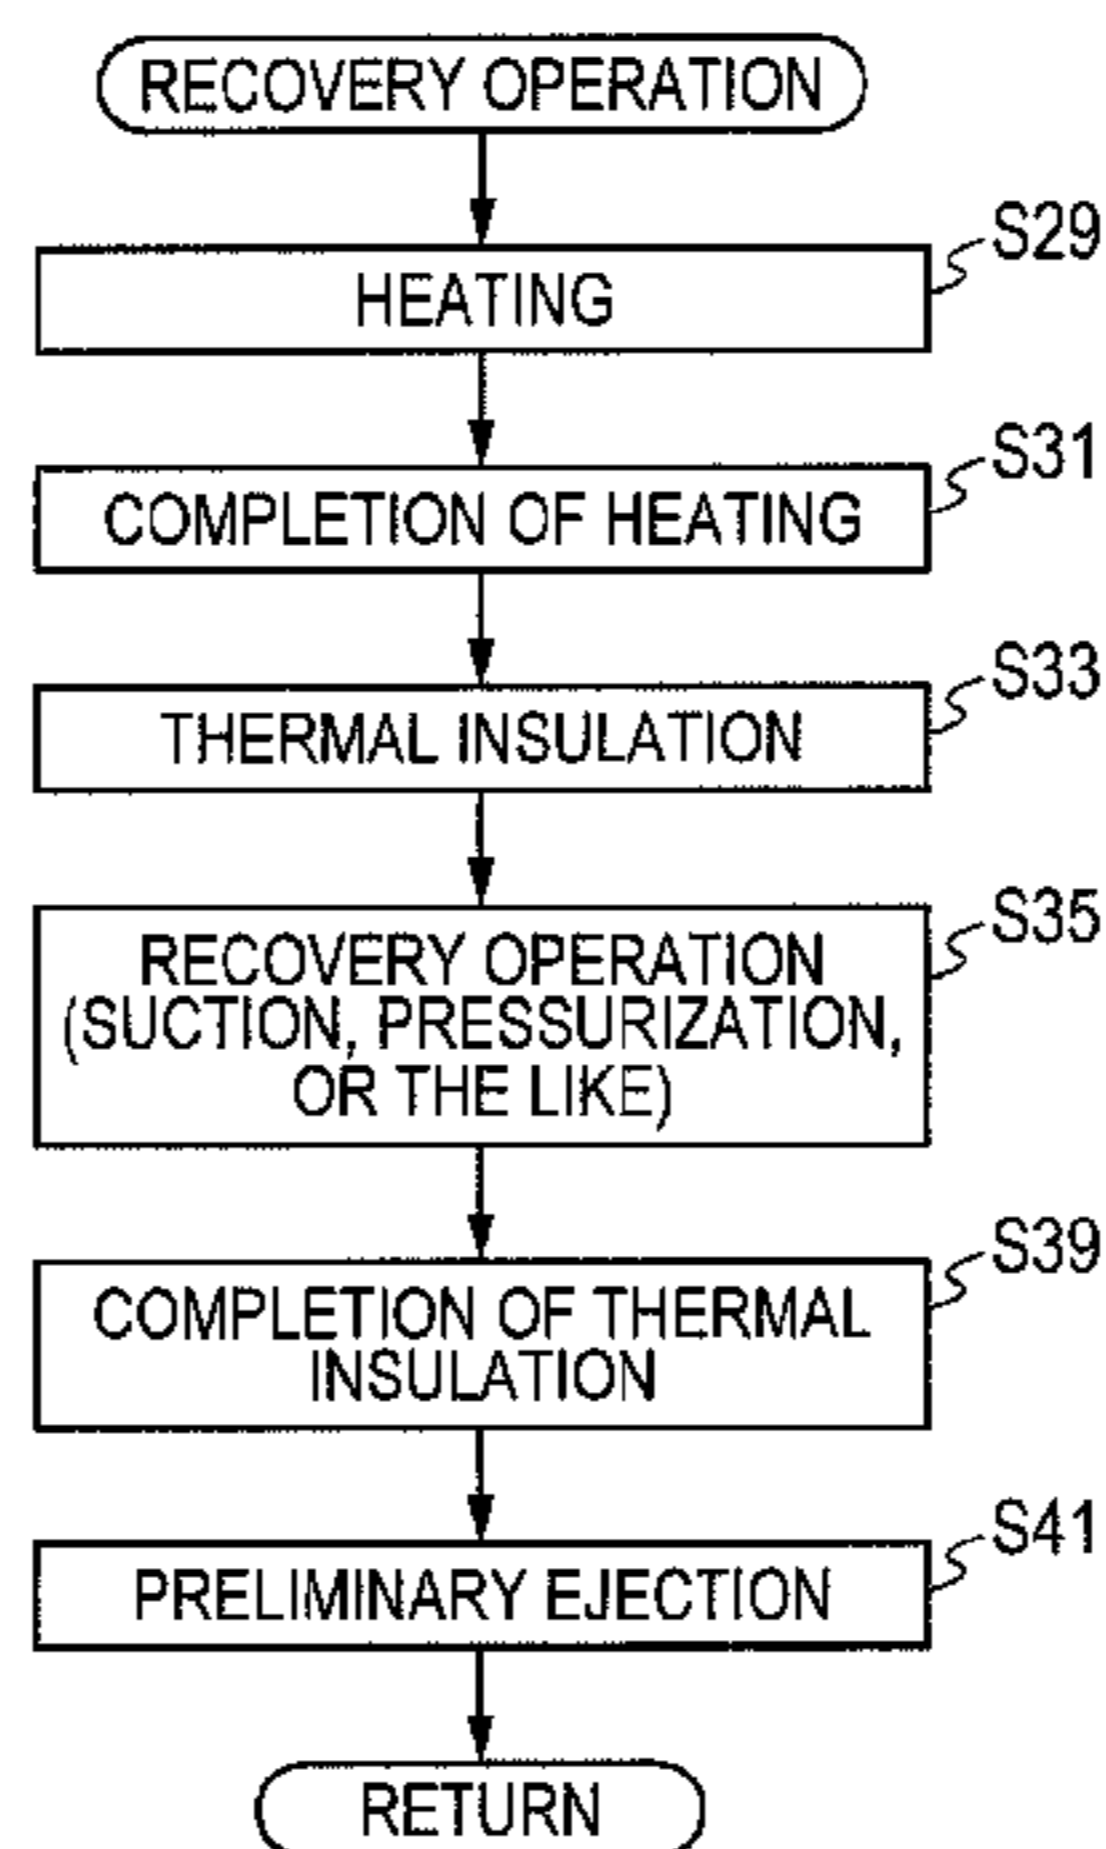 RECOVERY OPERATION
S29
HEATING
S31
COMPLETION OF HEATING
S33
THERMAL INSULATION
S35
RECOVERY OPERATION
(SUCTION, PRESSURIZATION,
OR THE LIKE)
S39
COMPLETION OF THERMAL
INSULATION
S41
PRELIMINARY EJECTION
RETURN